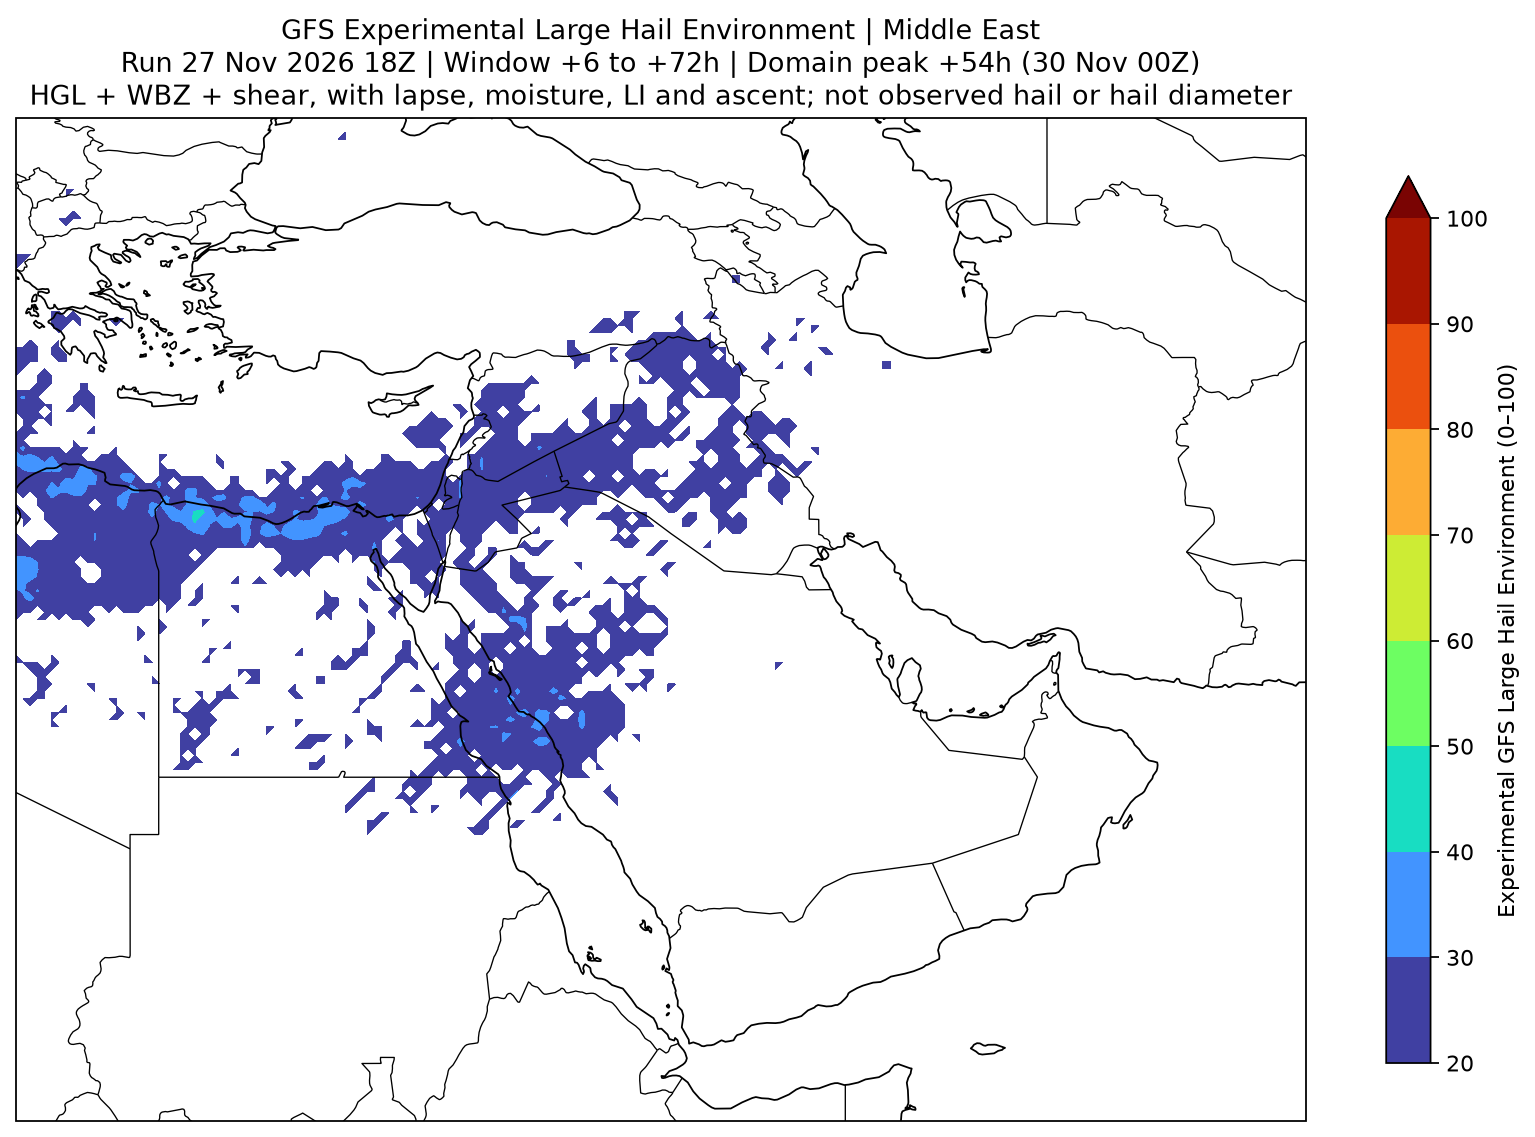 GFS Experimental Large Hail Environment | Middle East
Run 27 Nov 2026 18Z | Window +6 to +72h | Domain peak +54h (30 Nov 00Z)
HGL + WBZ + shear, with lapse, moisture, LI and ascent; not observed hail or hail diameter
100
90
80
70
60
50
40
30
20
Experimental GFS Large Hail Environment (0–100)